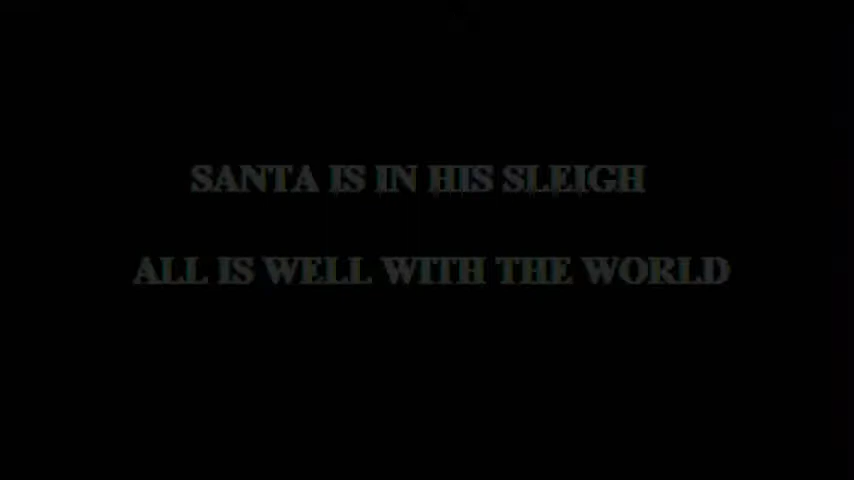 SANTA IS IN HIS SLEIGH
ALL IS WELL WITH THE WORLD